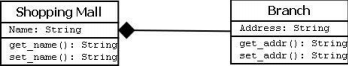 Shopping Mall
Name: String
get_name(): String
set_name(): String
Branch
Address: String
get_addr(): String
set_addr(): String